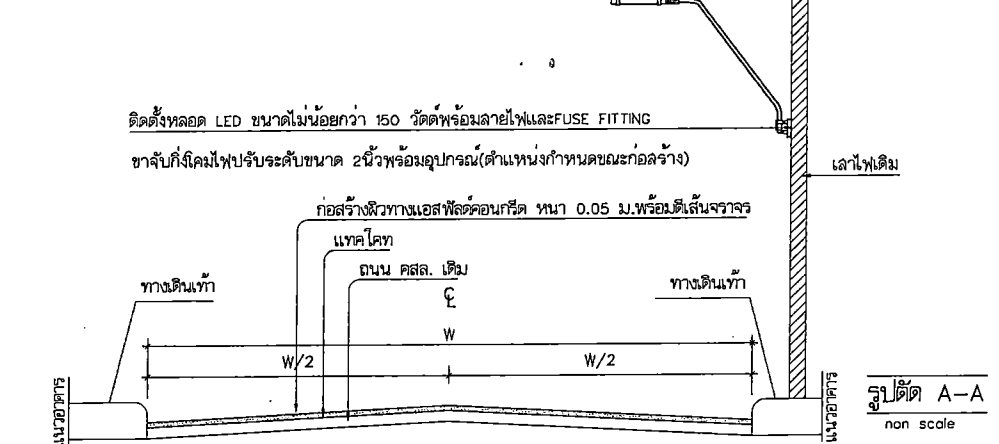 ติดตั้งหลอด LED ขนาดไม่น้อยกว่า 150 วัตต์พร้อมสายไฟและFUSE FITTING
ขาจับกิ่งโคมไฟปรับระดับขนาด 2นิ้วพร้อมอุปกรณ์(ตำแหน่งกำหนดขณะก่อสร้าง)
เสาไฟเดิม
ก่อสร้างผิวทางแอสฟัลต์คอนกรีต หนา 0.05 ม.พร้อมตีเส้นจราจร
แทคโคท
ถนน คสล. เดิม
ทางเดินเท้า
ทางเดินเท้า
℄
W
W/2
W/2
แนวอาคาร
แนวอาคาร
รูปตัด A-A
non scale